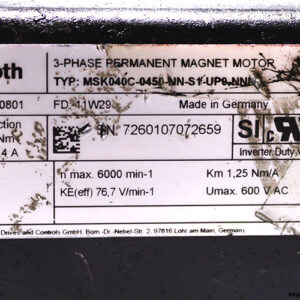 oth 3-PHASE PERMANENT MAGNET MOTOR
TYP: MSK040C-0450-NN-S1-UP0-NNN
0801 FD: 11W29 Made in Germany
ction SN: 7260107072659
Nm
4 A Inverter Duty V
n max. 6000 min-1 Km 1,25 Nm/A
KE(eff) 76,7 V/min-1 Umax. 600 V AC
Drives and Controls GmbH, Bgm.-Dr.-Nebel-Str. 2, 97816 Lohr am Main, Germany